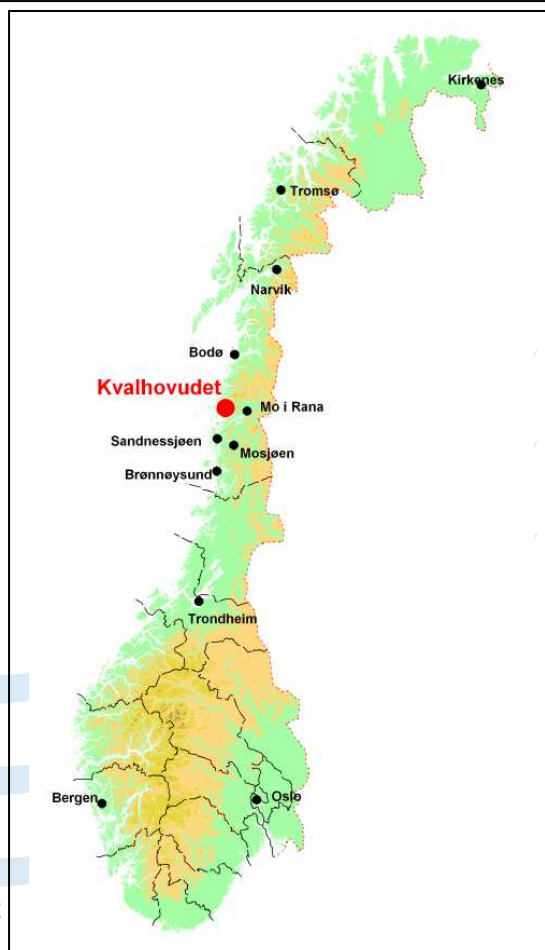 Kirkenes
Tromsø
Narvik
Bodø
Kvalhovudet
Mo i Rana
Sandnessjøen
Mosjøen
Brønnøysund
Trondheim
Bergen
Oslo